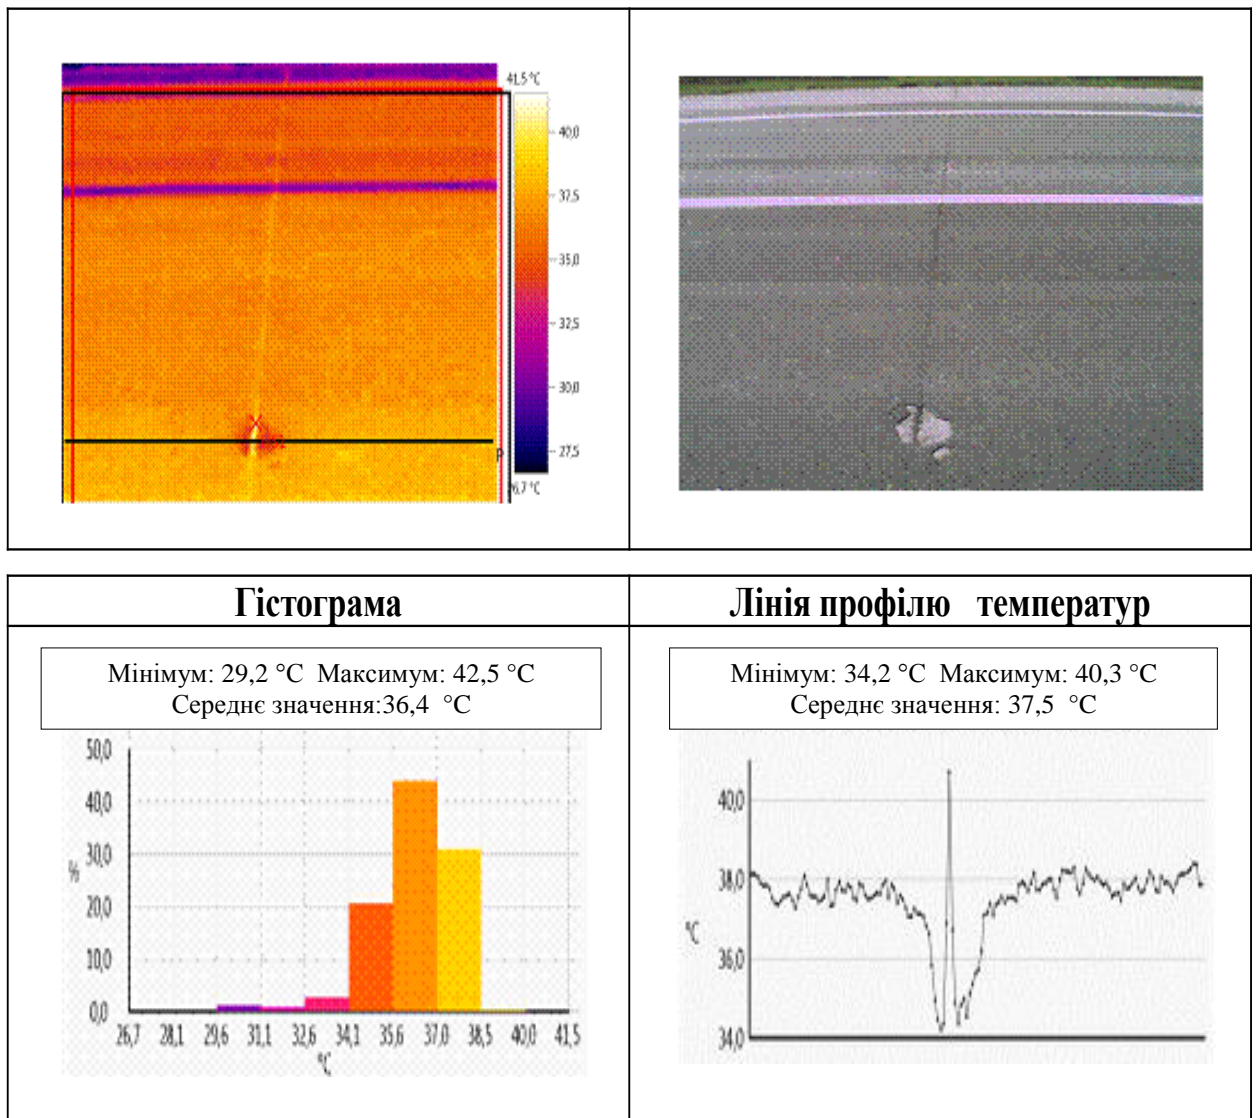 41,5 °C
40,0
37,5
35,0
32,5
30,0
27,5
P
6,7 °C
Гістограма
Лінія профілю температур
Мінімум: 29,2 °C Максимум: 42,5 °C
Середнє значення:36,4 °C
Мінімум: 34,2 °C Максимум: 40,3 °C
Середнє значення: 37,5 °C
50,0
40,0
30,0
20,0
10,0
0,0
%
26,7 28,1 29,6 31,1 32,6 34,1 35,6 37,0 38,5 40,0 41,5
°C
40,0
38,0
36,0
34,0
°C